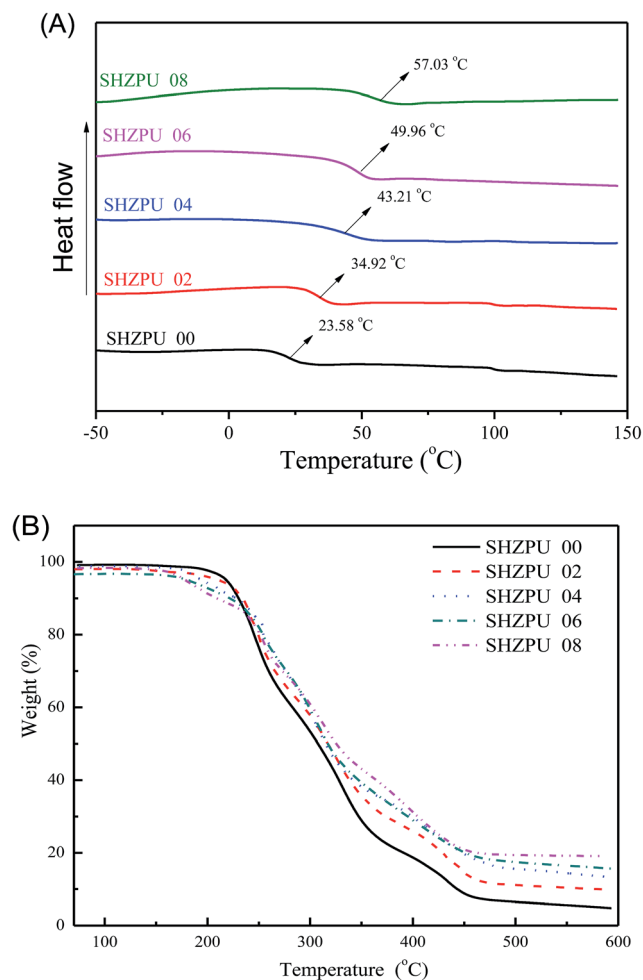 (A)
57.03 °C
SHZPU 08
49.96 °C
SHZPU 06
43.21 °C
SHZPU 04
34.92 °C
SHZPU 02
23.58 °C
SHZPU 00
Heat flow
-50 0 50 100 150
Temperature (°C)
(B)
100
80
60
40
20
0
Weight (%)
SHZPU 00
SHZPU 02
SHZPU 04
SHZPU 06
SHZPU 08
100 200 300 400 500 600
Temperature (°C)